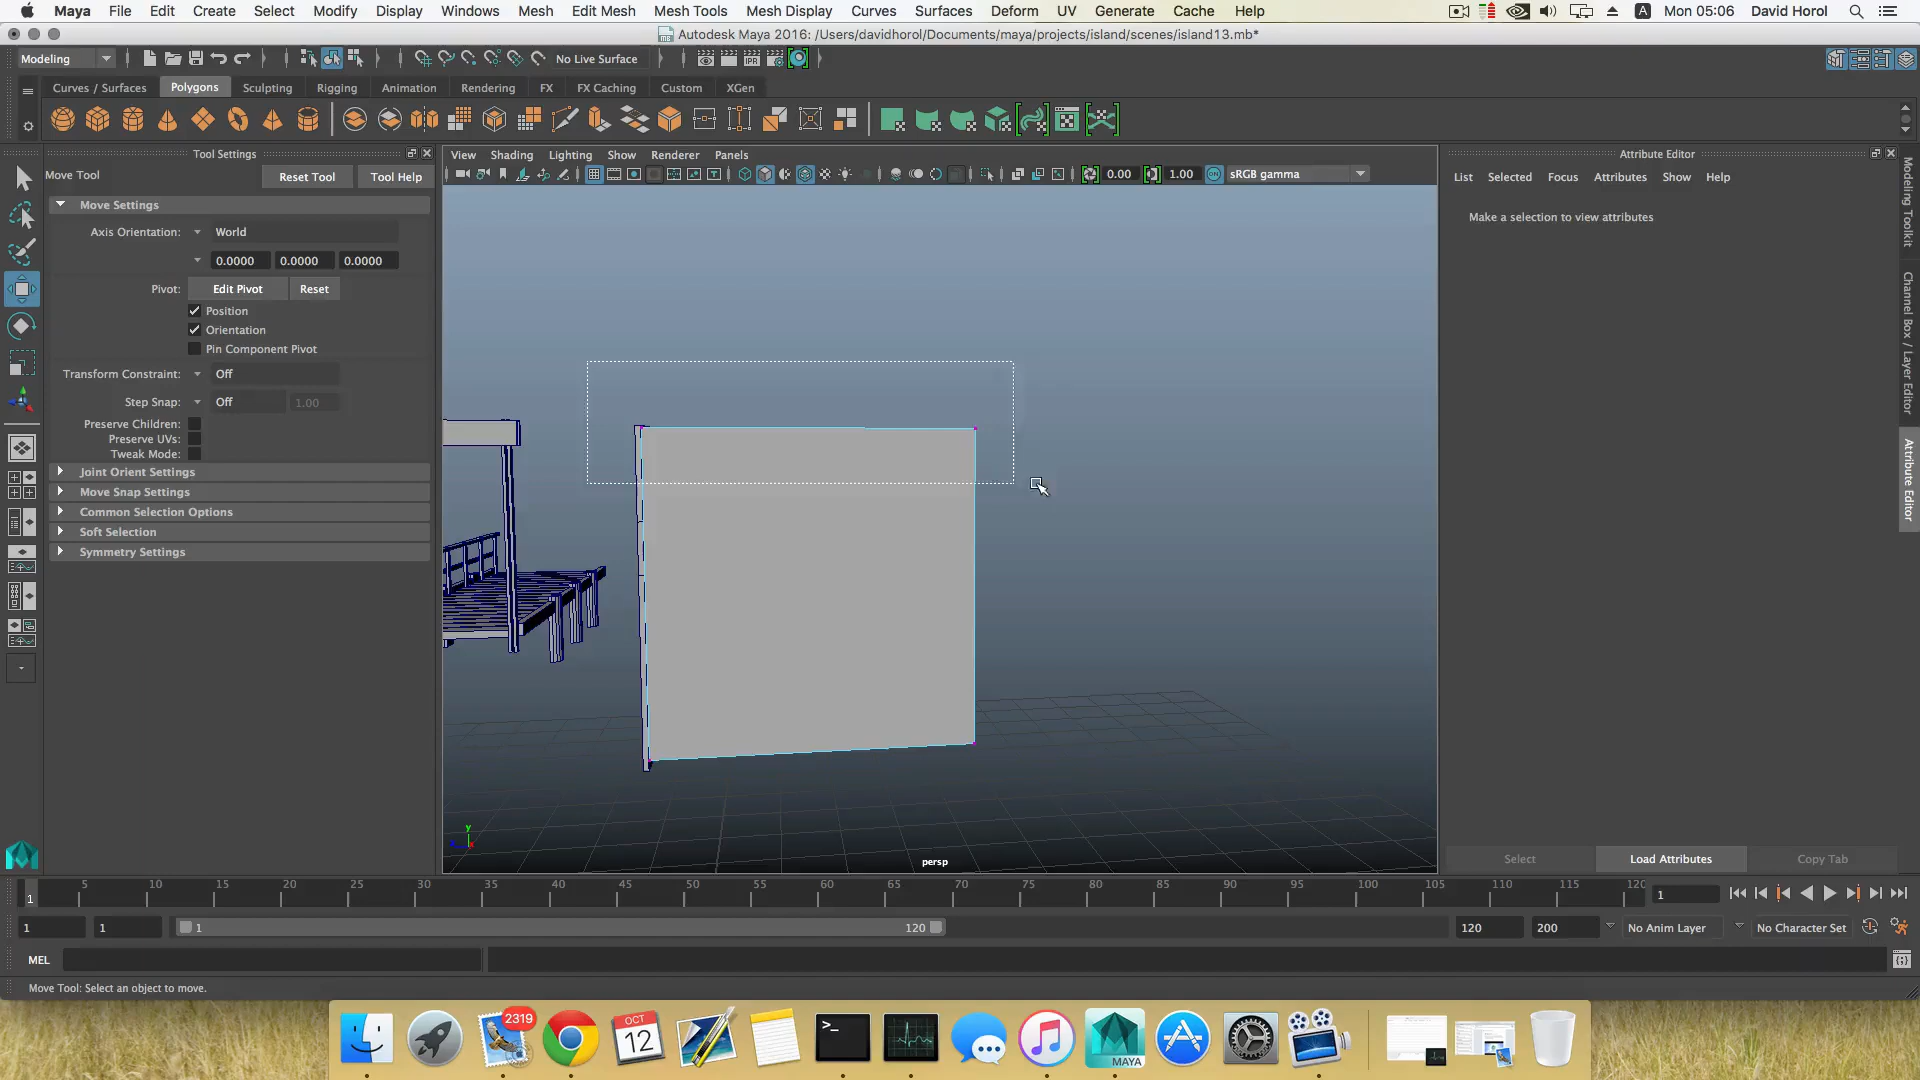 Maya File Edit Create Select Modify Display Windows Mesh Edit Mesh Mesh Tools Mesh Display Curves Surfaces Deform UV Generate Cache Help A Mon 05:06 David Horol
Autodesk Maya 2016: /Users/davidhorol/Documents/maya/projects/island/scenes/island13.mb*
Modeling No Live Surface IPR
Curves / Surfaces Polygons Sculpting Rigging Animation Rendering FX FX Caching Custom XGen
Tool Settings
Move Tool Reset Tool Tool Help
Move Settings
Axis Orientation: World
0.0000 0.0000 0.0000
Pivot: Edit Pivot Reset
Position
Orientation
Pin Component Pivot
Transform Constraint: Off
Step Snap: Off 1.00
Preserve Children:
Preserve UVs:
Tweak Mode:
Joint Orient Settings
Move Snap Settings
Common Selection Options
Soft Selection
Symmetry Settings
View Shading Lighting Show Renderer Panels
0.00 1.00 ON sRGB gamma
y
persp
Attribute Editor
List Selected Focus Attributes Show Help
Make a selection to view attributes
Select Load Attributes Copy Tab
Modeling Toolkit
Channel Box / Layer Editor
Attribute Editor
1 5 10 15 20 25 30 35 40 45 50 55 60 65 70 75 80 85 90 95 100 105 110 115 120 1
1 1 1 120 120 200 No Anim Layer No Character Set
MEL
Move Tool: Select an object to move.
2319
OCT
12
>_
MAYA